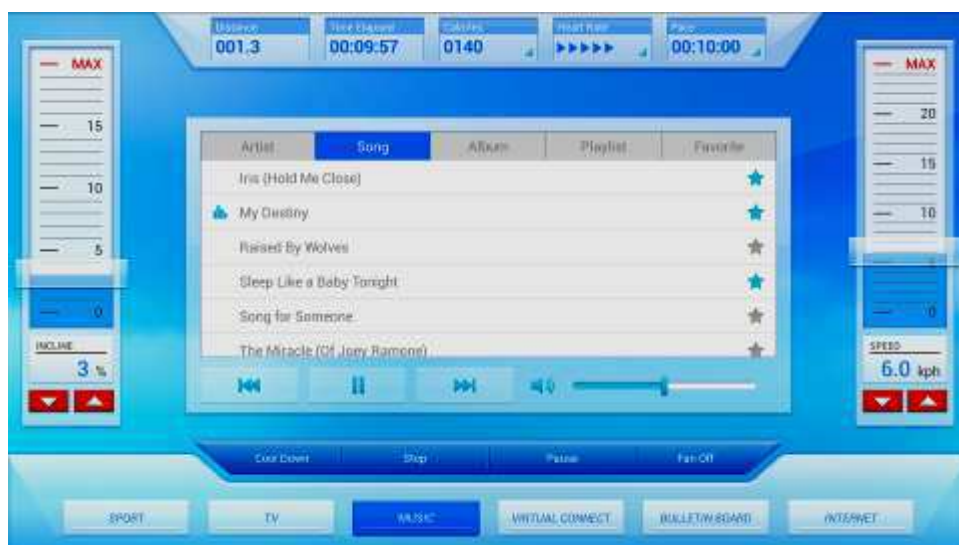 Distance Time Elapsed Calories Heart Rate Pace
001.3 00:09:57 0140 00:10:00
MAX
15
10
5
0
INCLINE
3 %
Artist Song Album Playlist Favorite
Iris (Hold Me Close)
My Destiny
Raised By Wolves
Sleep Like a Baby Tonight
Song for Someone
The Miracle (Of Joey Ramone)
MAX
20
15
10
5
0
SPEED
6.0 kph
Cool Down Stop Pause Fan Off
SPORT TV MUSIC VIRTUAL CONNECT BULLETIN BOARD INTERNET